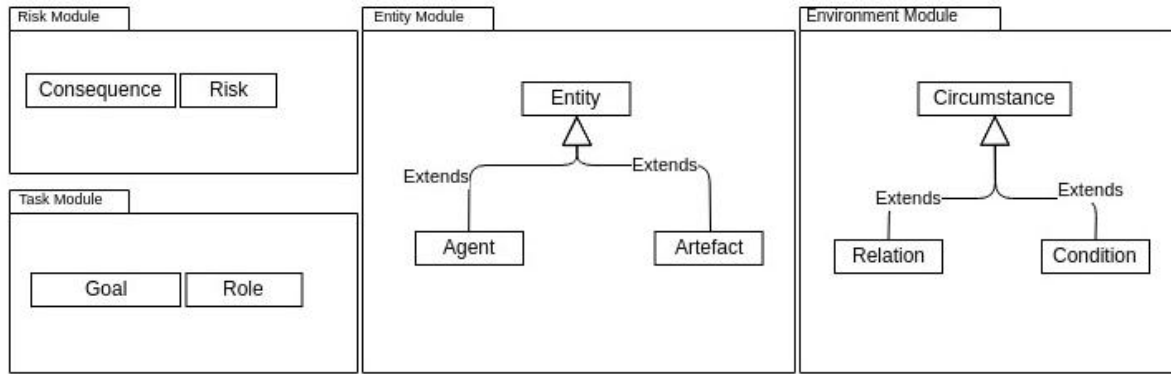 Risk Module
Consequence
Risk
Task Module
Goal
Role
Entity Module
Entity
Extends
Extends
Agent
Artefact
Environment Module
Circumstance
Extends
Extends
Relation
Condition